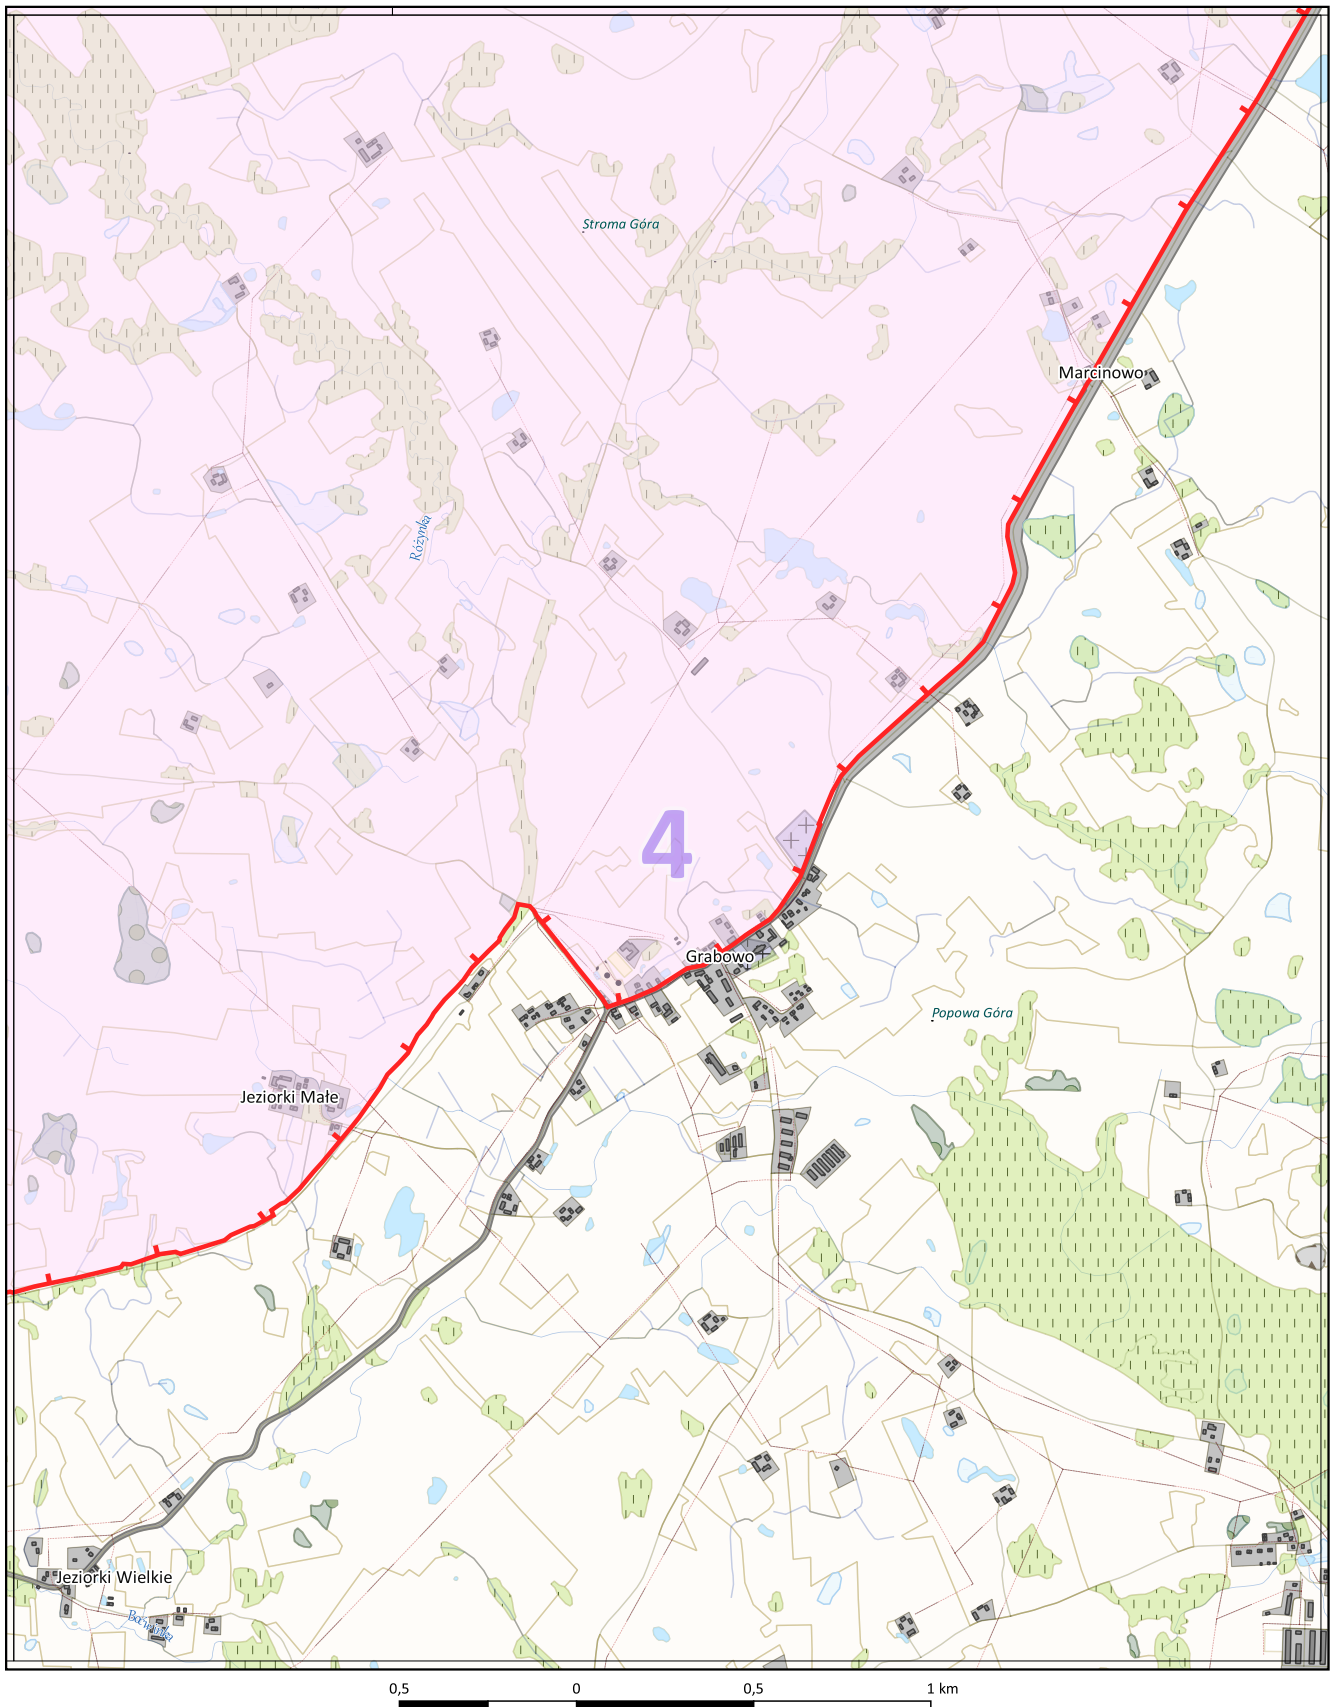 Stroma Góra
Marcinowo
Różynka
4
Grabowo
Popowa Góra
Jeziorki Małe
Jeziorki Wielkie
0,5 0 0,5 1 km